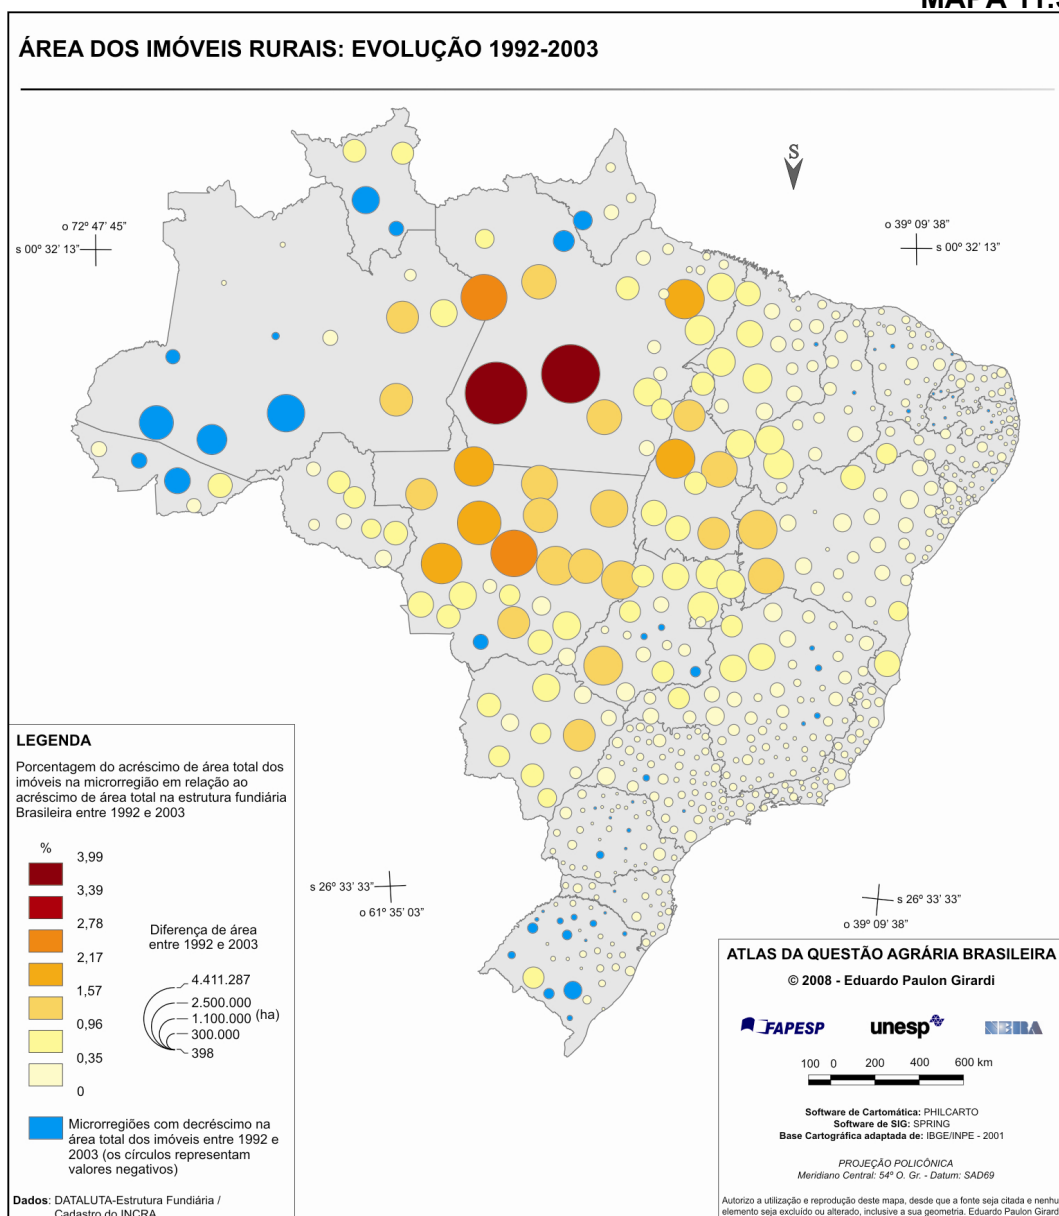 MAPA 11.
ÁREA DOS IMÓVEIS RURAIS: EVOLUÇÃO 1992-2003
S
o 72º 47' 45"
s 00º 32' 13"
o 39º 09' 38"
s 00º 32' 13"
LEGENDA
Porcentagem do acréscimo de área total dos
imóveis na microrregião em relação ao
acréscimo de área total na estrutura fundiária
Brasileira entre 1992 e 2003
%
3,99
3,39
2,78
2,17
1,57
0,96
0,35
0
Diferença de área
entre 1992 e 2003
4.411.287
2.500.000
1.100.000
(ha)
300.000
398
Microrregiões com decréscimo na
área total dos imóveis entre 1992 e
2003 (os círculos representam
valores negativos)
Dados: DATALUTA-Estrutura Fundiária /
Cadastro do INCRA
s 26º 33' 33"
o 61º 35' 03"
s 26º 33' 33"
o 39º 09' 38"
ATLAS DA QUESTÃO AGRÁRIA BRASILEIRA
© 2008 - Eduardo Paulon Girardi
FAPESP
unesp
NERA
100 0 200 400 600 km
Software de Cartomática: PHILCARTO
Software de SIG: SPRING
Base Cartográfica adaptada de: IBGE/INPE - 2001
PROJEÇÃO POLICÔNICA
Meridiano Central: 54º O. Gr. - Datum: SAD69
Autorizo a utilização e reprodução deste mapa, desde que a fonte seja citada e nenhu
elemento seja excluído ou alterado, inclusive a sua geometria. Eduardo Paulon Girard